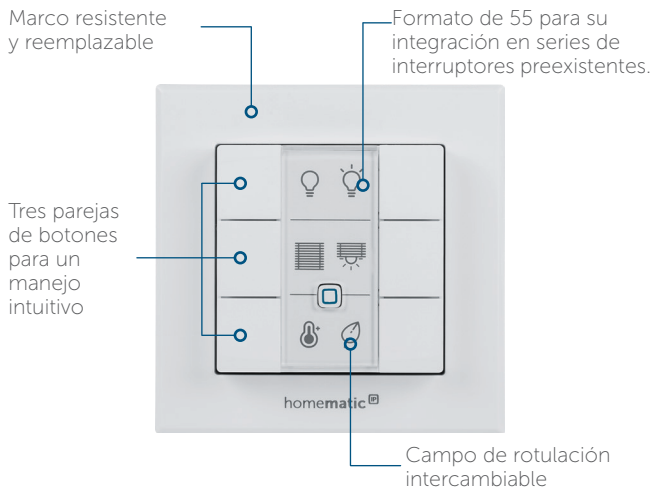 Marco resistente
y reemplazable
Formato de 55 para su
integración en series de
interruptores preexistentes.
Tres parejas
de botones
para un
manejo
intuitivo
homematic IP
Campo de rotulación
intercambiable